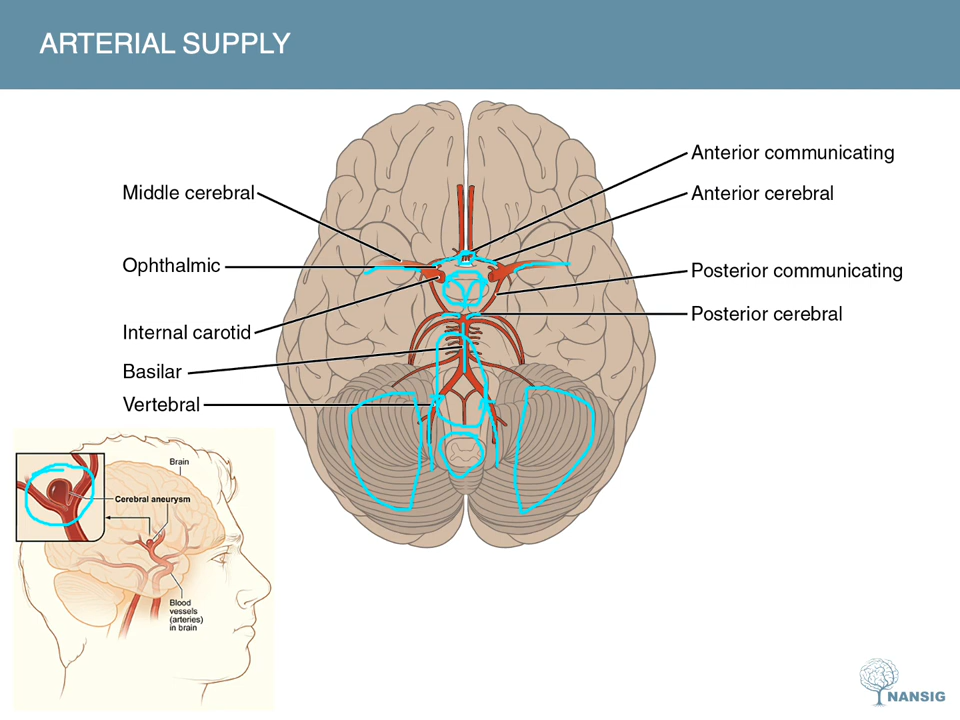 ARTERIAL SUPPLY
Anterior communicating
Middle cerebral
Anterior cerebral
Ophthalmic
Posterior communicating
Posterior cerebral
Internal carotid
Basilar
Vertebral
Brain
Cerebral aneurysm
Blood
vessels
(arteries)
in brain
NANSIG